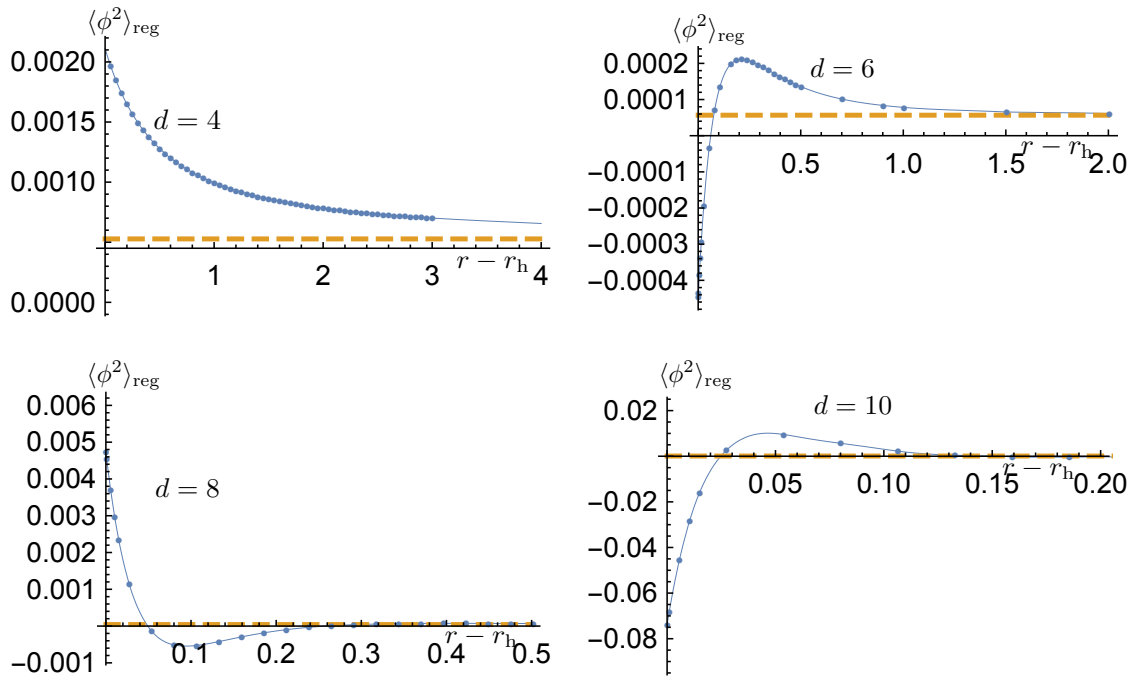 ⟨ϕ²⟩reg
0.0020
0.0015
0.0010
0.0000
d = 4
r − rh
1 2 3 4
⟨ϕ²⟩reg
0.0002
0.0001
−0.0001
−0.0002
−0.0003
−0.0004
d = 6
r − rh
0.5 1.0 1.5 2.0
⟨ϕ²⟩reg
0.006
0.005
0.004
0.003
0.002
0.001
−0.001
d = 8
r − rh
0.1 0.2 0.3 0.4 0.5
⟨ϕ²⟩reg
0.02
−0.02
−0.04
−0.06
−0.08
d = 10
r − rh
0.05 0.10 0.15 0.20